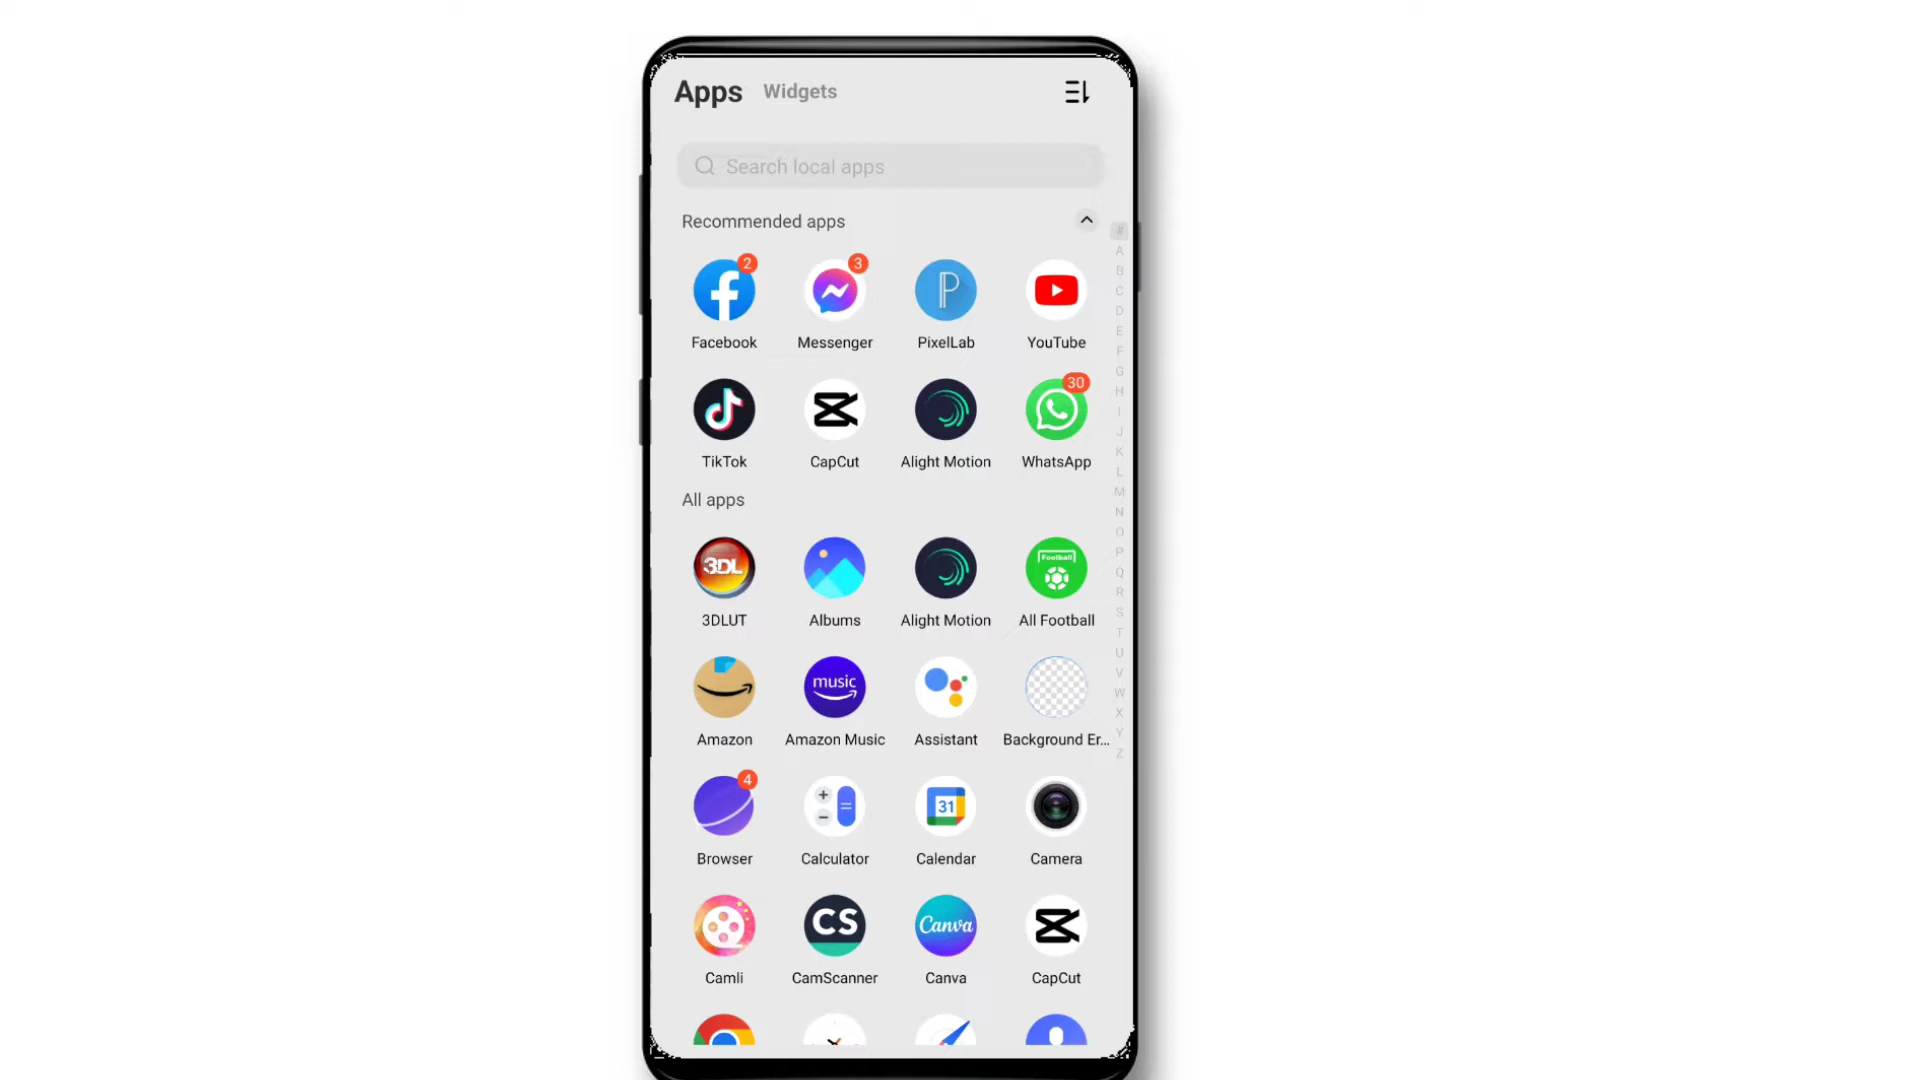 Apps Widgets
Search local apps
Recommended apps
#
A
B
C
D
E
F
G
H
I
J
K
L
M
N
O
P
Q
R
S
T
U
V
W
X
Y
Z
2 3
P
Facebook Messenger PixelLab YouTube
30
TikTok CapCut Alight Motion WhatsApp
All apps
3DL Football
3DLUT Albums Alight Motion All Football
music
Amazon Amazon Music Assistant Background Er...
4
31
Browser Calculator Calendar Camera
CS Canva
Camli CamScanner Canva CapCut